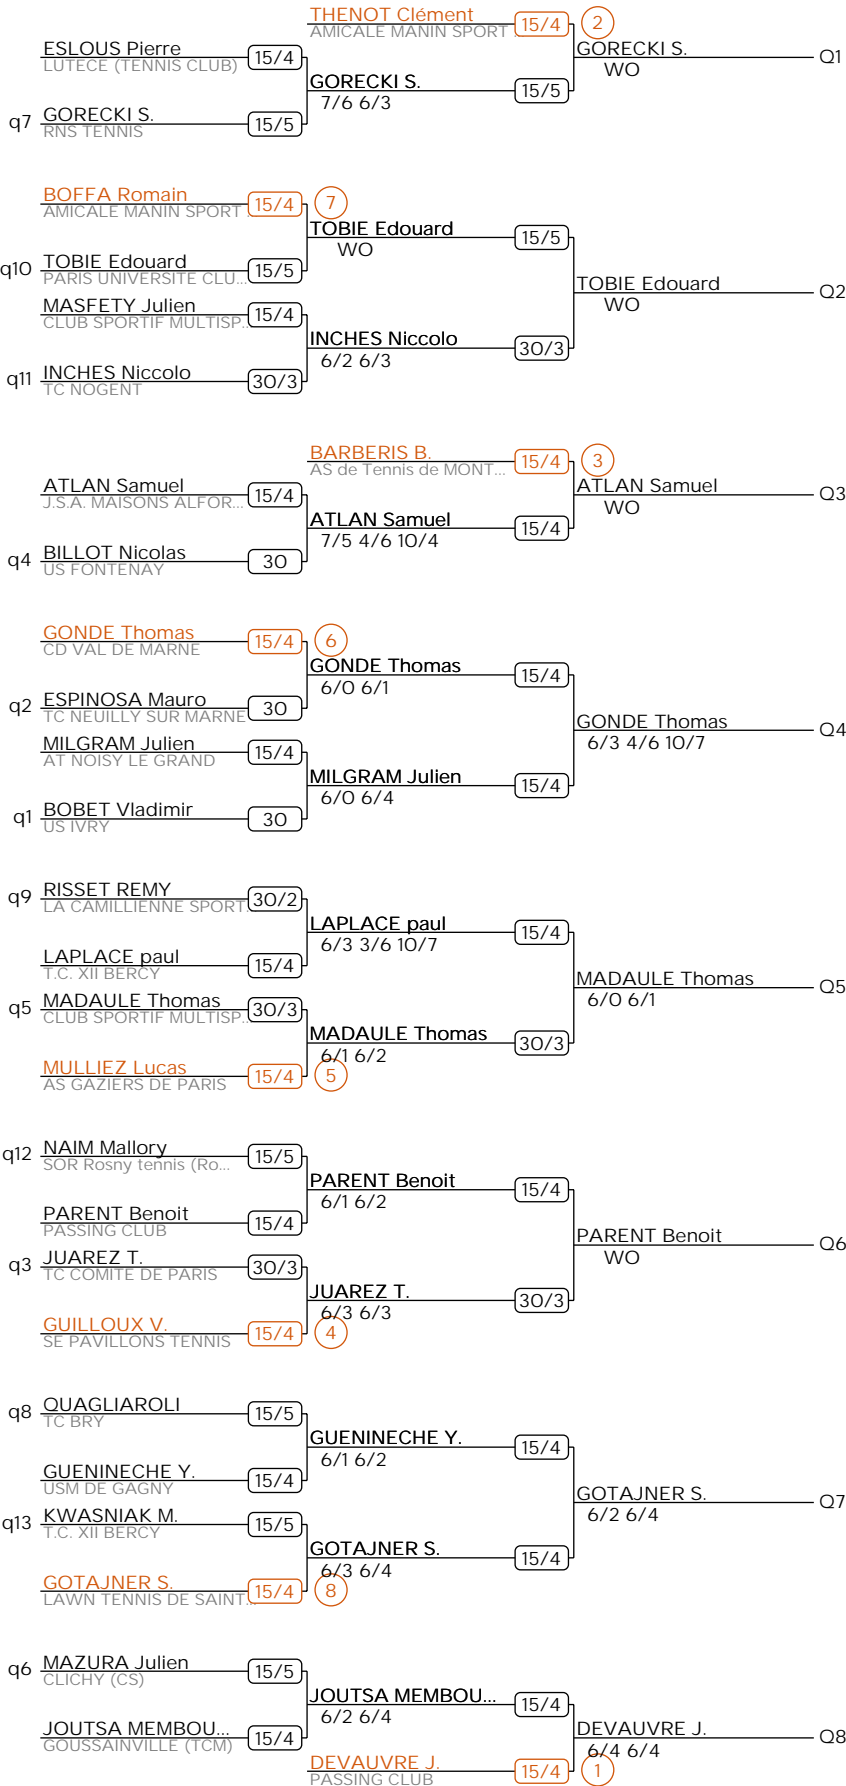 THENOT Clément 15/4 2
AMICALE MANIN SPORT
ESLOUS Pierre 15/4
LUTECE (TENNIS CLUB)
GORECKI S. Q1
WO
GORECKI S. 15/5
7/6 6/3
q7 GORECKI S. 15/5
RNS TENNIS
BOFFA Romain 15/4 7
AMICALE MANIN SPORT
TOBIE Edouard 15/5
WO
q10 TOBIE Edouard 15/5
PARIS UNIVERSITE CLU...
TOBIE Edouard Q2
WO
MASFETY Julien 15/4
CLUB SPORTIF MULTISP...
INCHES Niccolo 30/3
6/2 6/3
q11 INCHES Niccolo 30/3
TC NOGENT
BARBERIS B. 15/4 3
AS de Tennis de MONT...
ATLAN Samuel 15/4
J.S.A. MAISONS ALFOR...
ATLAN Samuel Q3
WO
ATLAN Samuel 15/4
7/5 4/6 10/4
q4 BILLOT Nicolas 30
US FONTENAY
GONDE Thomas 15/4 6
CD VAL DE MARNE
GONDE Thomas 15/4
6/0 6/1
q2 ESPINOSA Mauro 30
TC NEUILLY SUR MARNE
GONDE Thomas Q4
6/3 4/6 10/7
MILGRAM Julien 15/4
AT NOISY LE GRAND
MILGRAM Julien 15/4
6/0 6/4
q1 BOBET Vladimir 30
US IVRY
q9 RISSET REMY 30/2
LA CAMILLIENNE SPORT...
LAPLACE paul 15/4
6/3 3/6 10/7
LAPLACE paul 15/4
T.C. XII BERCY
MADAULE Thomas Q5
6/0 6/1
q5 MADAULE Thomas 30/3
CLUB SPORTIF MULTISP...
MADAULE Thomas 30/3
6/1 6/2
MULLIEZ Lucas 15/4 5
AS GAZIERS DE PARIS
q12 NAIM Mallory 15/5
SOR Rosny tennis (Ro...
PARENT Benoit 15/4
6/1 6/2
PARENT Benoit 15/4
PASSING CLUB
PARENT Benoit Q6
WO
q3 JUAREZ T. 30/3
TC COMITE DE PARIS
JUAREZ T. 30/3
6/3 6/3
GUILLOUX V. 15/4 4
SE PAVILLONS TENNIS
q8 QUAGLIAROLI 15/5
TC BRY
GUENINECHE Y. 15/4
6/1 6/2
GUENINECHE Y. 15/4
USM DE GAGNY
GOTAJNER S. Q7
6/2 6/4
q13 KWASNIAK M. 15/5
T.C. XII BERCY
GOTAJNER S. 15/4
6/3 6/4
GOTAJNER S. 15/4 8
LAWN TENNIS DE SAINT...
q6 MAZURA Julien 15/5
CLICHY (CS)
JOUTSA MEMBOU... 15/4
6/2 6/4
JOUTSA MEMBOU... 15/4
GOUSSAINVILLE (TCM)
DEVAUVRE J. Q8
6/4 6/4
DEVAUVRE J. 15/4 1
PASSING CLUB